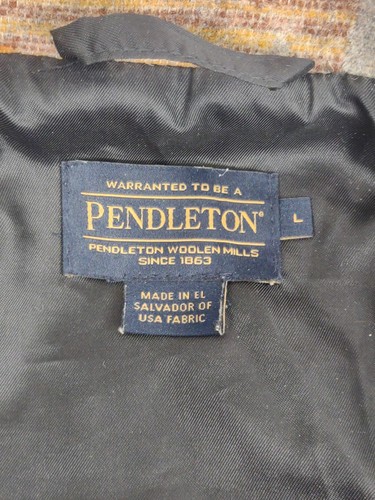 WARRANTED TO BE A
PENDLETON®
L
PENDLETON WOOLEN MILLS
SINCE 1863
MADE IN EL
SALVADOR OF
USA FABRIC